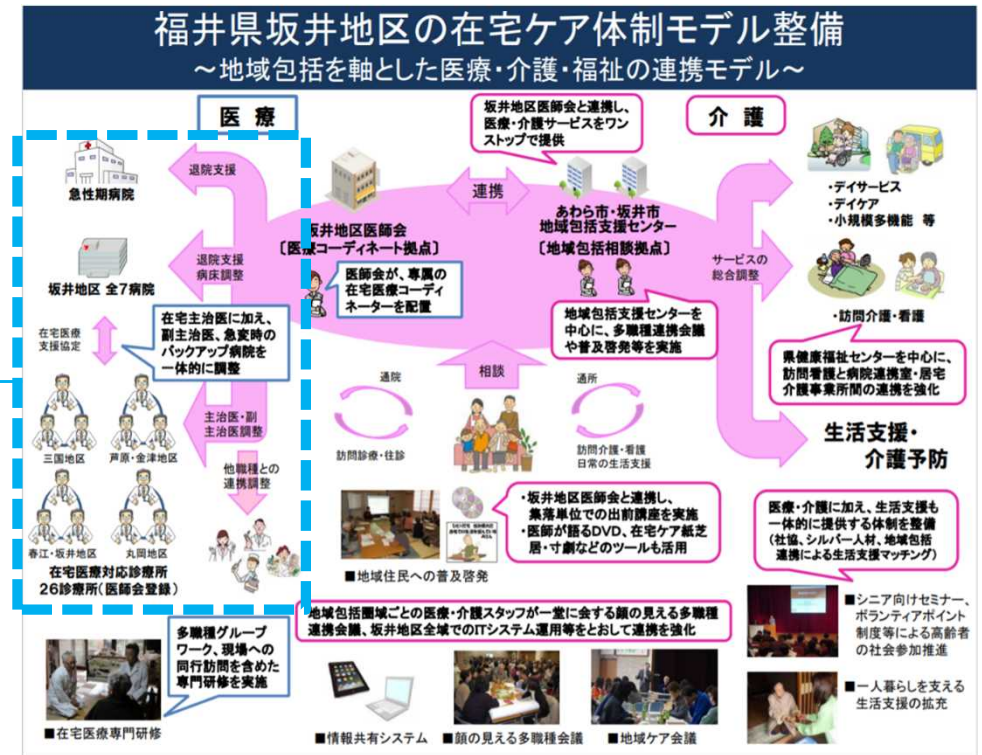 福井県坂井地区の在宅ケア体制モデル整備
～地域包括を軸とした医療・介護・福祉の連携モデル～
医 療
坂井地区医師会と連携し、
医療・介護サービスをワン
ストップで提供
介 護
急性期病院
退院支援
連携
坂井地区医師会
〔医療コーディネート拠点〕
あわら市・坂井市
地域包括支援センター
〔地域包括相談拠点〕
・デイサービス
・デイケア
・小規模多機能 等
坂井地区 全7病院
退院支援
病床調整
医師会が、専属の
在宅医療コーディ
ネーターを配置
サービスの
総合調整
・訪問介護・看護
在宅医療
支援協定
在宅主治医に加え、
副主治医、急変時の
バックアップ病院を
一体的に調整
地域包括支援センターを
中心に、多職種連携会議
や普及啓発等を実施
県健康福祉センターを中心に、
訪問看護と病院連携室・居宅
介護事業所間の連携を強化
相談
通院
訪問診療・往診
通所
訪問介護・看護
日常の生活支援
主治医・副
主治医調整
三国地区
芦原・金津地区
他職種との
連携調整
春江・坂井地区
丸岡地区
在宅医療対応診療所
26診療所(医師会登録)
生活支援・
介護予防
・坂井地区医師会と連携し、
集落単位での出前講座を実施
・医師が語るDVD、在宅ケア紙芝
居・寸劇などのツールも活用
■地域住民への普及啓発
医療・介護に加え、生活支援も
一体的に提供する体制を整備
(社協、シルバー人材、地域包括
連携による生活支援マッチング)
地域包括圏域ごとの医療・介護スタッフが一堂に会する顔の見える多職種
連携会議、坂井地区全域でのITシステム運用等をとおして連携を強化
多職種グループ
ワーク、現場への
同行訪問を含めた
専門研修を実施
■シニア向けセミナー、
ボランティアポイント
制度等による高齢者
の社会参加推進
■一人暮らしを支える
生活支援の拡充
■在宅医療専門研修
■情報共有システム
■顔の見える多職種会議
■地域ケア会議